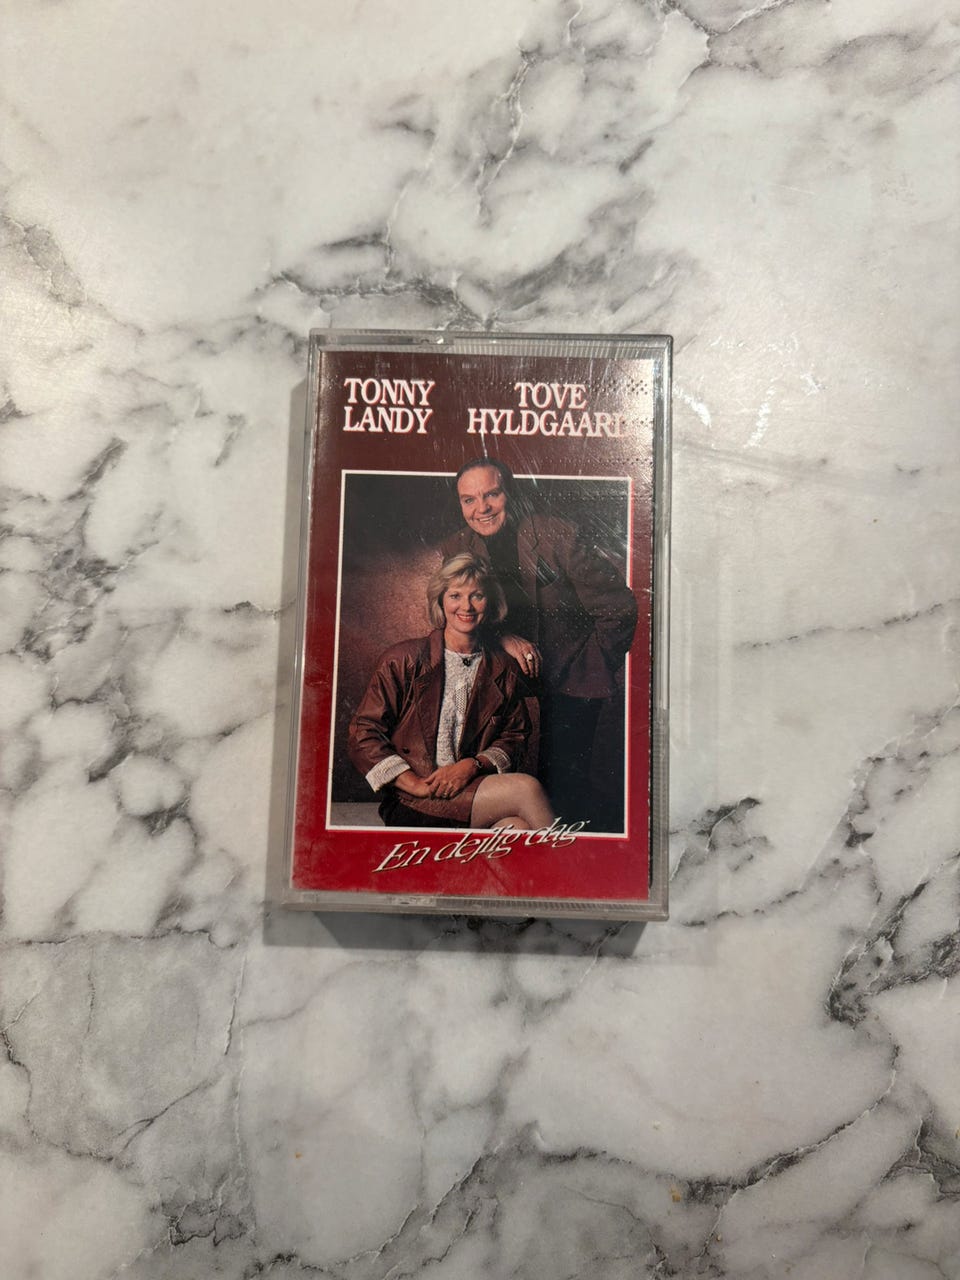 TONNY
LANDY
TOVE
HYLDGAARD
En dejlig dag